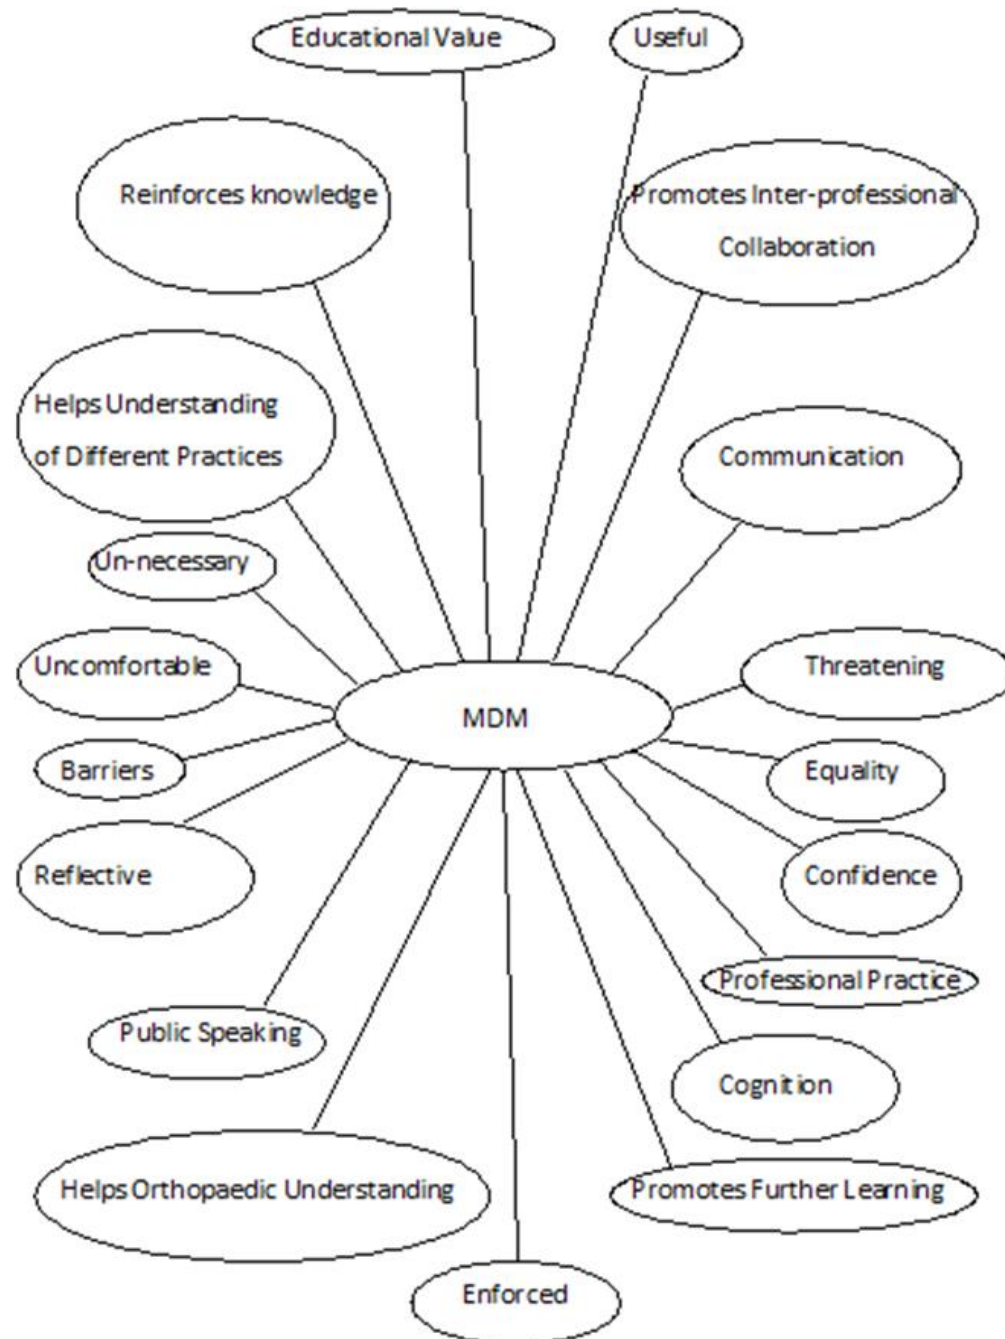 Educational Value
Useful
Reinforces knowledge
Promotes Inter-professional
Collaboration
Helps Understanding
of Different Practices
Communication
Un-necessary
Uncomfortable
Threatening
MDM
Barriers
Equality
Reflective
Confidence
Professional Practice
Public Speaking
Cognition
Helps Orthopaedic Understanding
Promotes Further Learning
Enforced